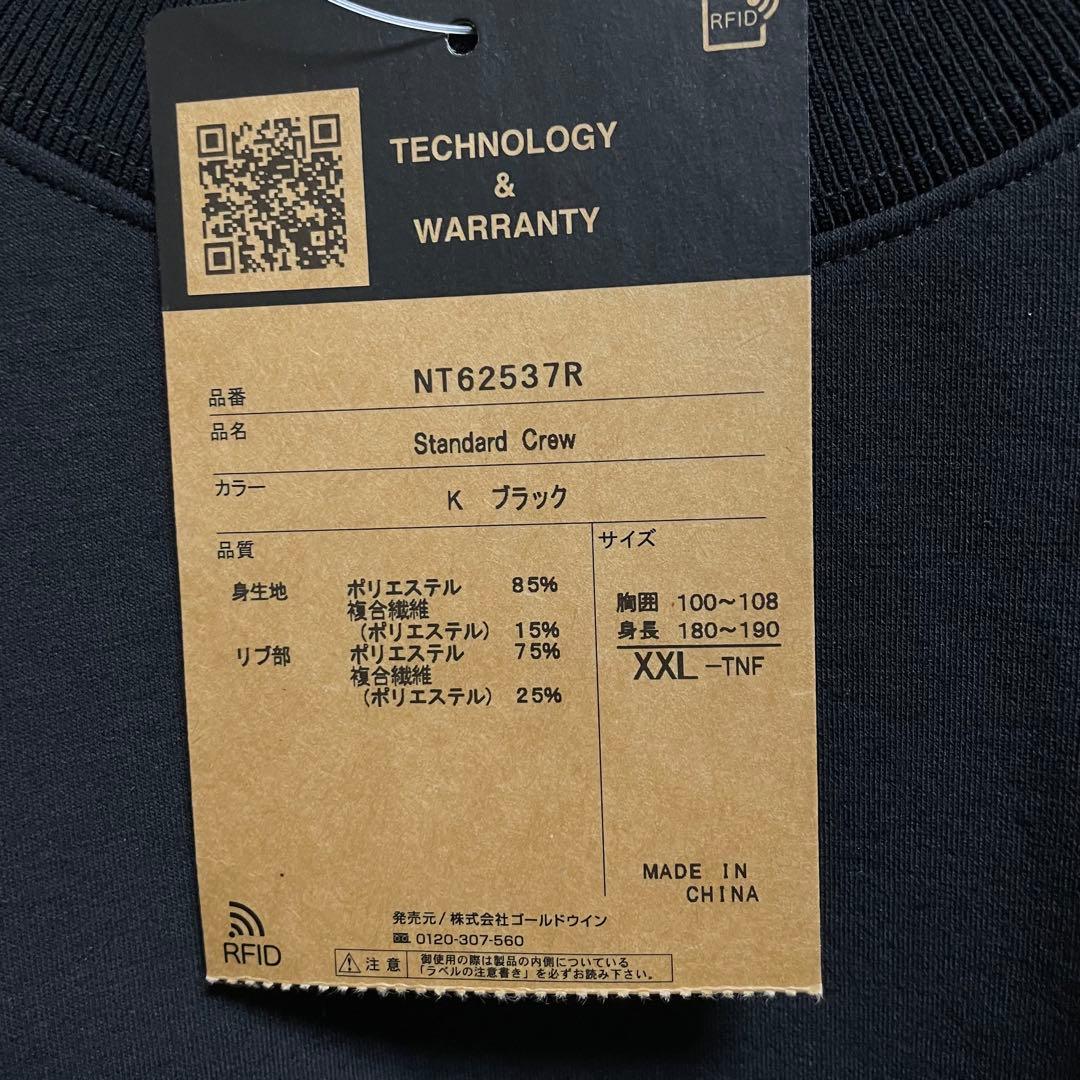 RFID
TECHNOLOGY
&
WARRANTY
品番 NT62537R
品名 Standard Crew
カラー K ブラック
品質
サイズ
身生地 ポリエステル 85%
複合繊維
(ポリエステル) 15%
リブ部 ポリエステル 75%
複合繊維
(ポリエステル) 25%
胸囲 100～108
身長 180～190
XXL -TNF
MADE IN
CHINA
RFID
発売元/株式会社ゴールドウイン
0120-307-560
注意 御使用の際は製品の内側についている
「ラベルの注意書き」を必ずお読み下さい。